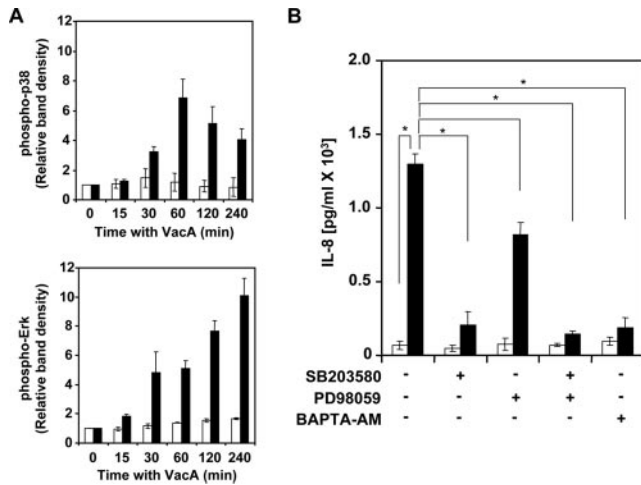 A
phospho-p38
(Relative band density)
12
10
8
6
4
2
0
0 15 30 60 120 240
Time with VacA (min)
phospho-Erk
(Relative band density)
12
10
8
6
4
2
0
0 15 30 60 120 240
Time with VacA (min)
B
IL-8 [pg/ml X 10³]
2.0
1.5
1.0
0.5
0.0
* * * * *
SB203580 - + - + -
PD98059 - - + + -
BAPTA-AM - - - - +